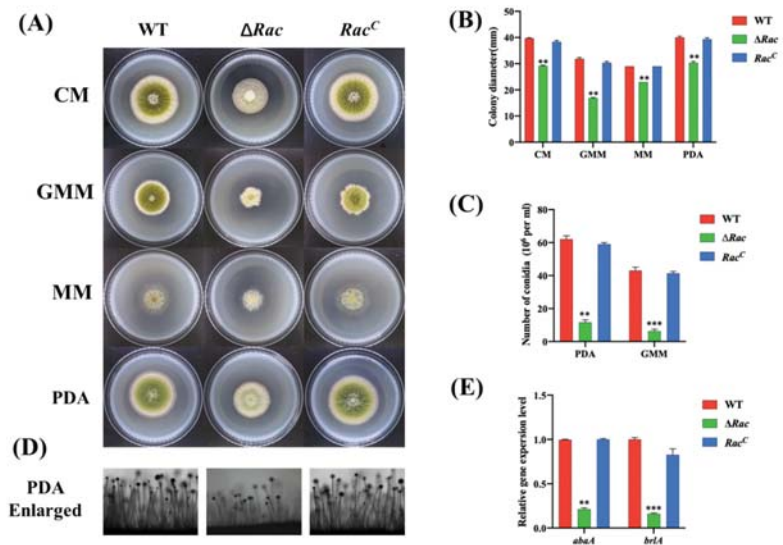 (A)
WT ΔRac Rac^C
CM
GMM
MM
PDA
(D)
PDA
Enlarged
(B)
Colony diameter(mm)
50
40
30
20
10
0
** ** ** **
CM GMM MM PDA
WT
ΔRac
Rac^C
(C)
Number of conidia (10⁶ per ml)
80
60
40
20
0
** ***
PDA GMM
WT
ΔRac
Rac^C
(E)
Relative gene expersion level
1.5
1.0
0.5
0.0
** ***
abaA brlA
WT
ΔRac
Rac^C